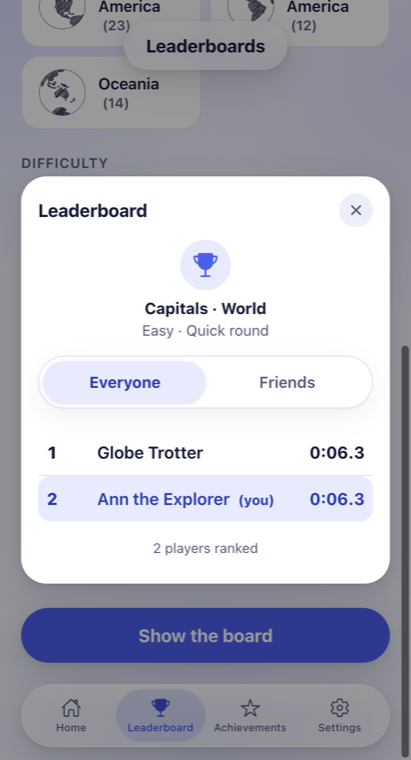 America
(23)
America
(12)
Leaderboards
Oceania
(14)
DIFFICULTY
Leaderboard
Capitals · World
Easy · Quick round
Everyone
Friends
1 Globe Trotter 0:06.3
2 Ann the Explorer (you) 0:06.3
2 players ranked
Show the board
Home
Leaderboard
Achievements
Settings